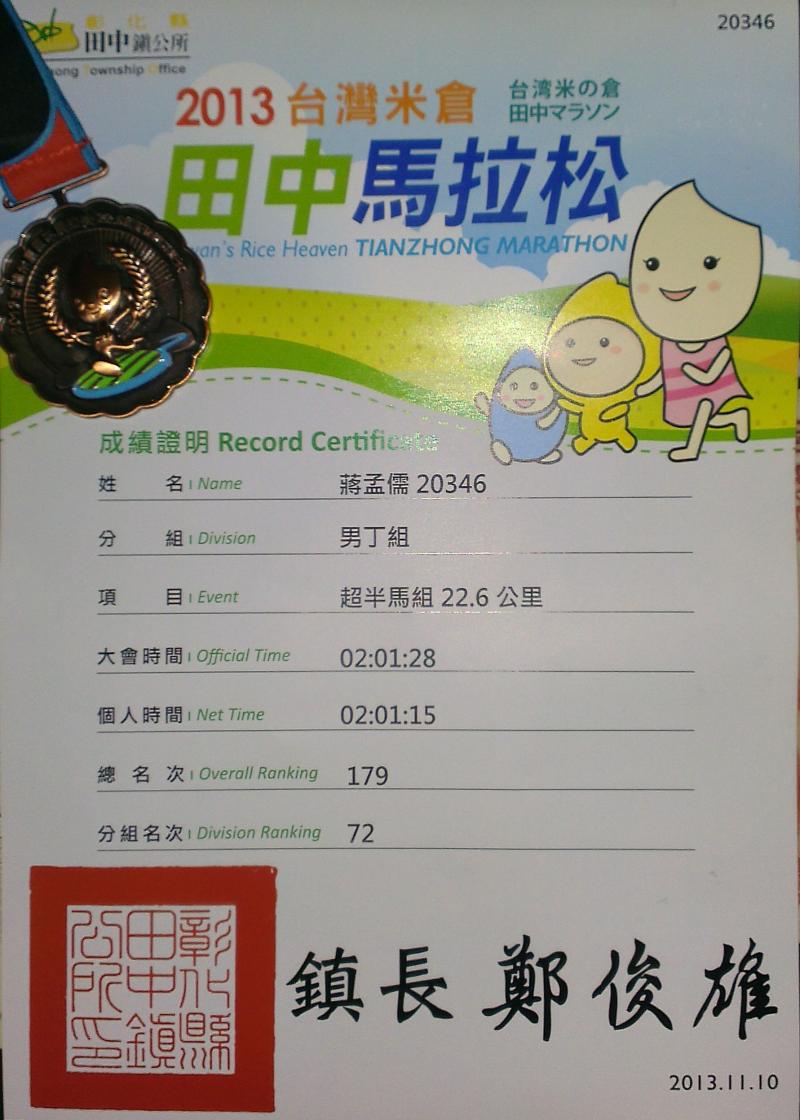 20346
彰化縣
田中鎮公所
ong Township Office
2013 台灣米倉
台湾米の倉
田中マラソン
田中馬拉松
wan's Rice Heaven TIANZHONG MARATHON
成績證明 Record Certificate
姓名 Name 蔣孟儒 20346
分組 Division 男丁組
項目 Event 超半馬組 22.6 公里
大會時間 Official Time 02:01:28
個人時間 Net Time 02:01:15
總名次 Overall Ranking 179
分組名次 Division Ranking 72
彰化縣
田中鎮
公所印
鎮長 鄭俊雄
2013.11.10